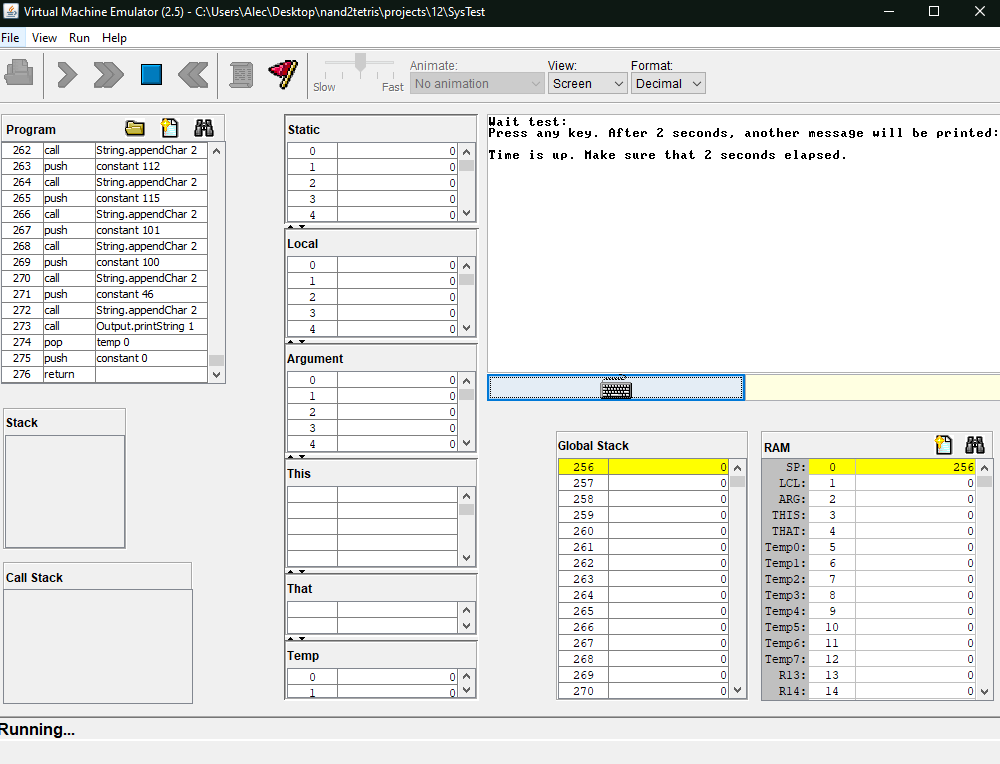 Virtual Machine Emulator (2.5) - C:\Users\Alec\Desktop\nand2tetris\projects\12\SysTest
File View Run Help
Slow
Fast
Animate:
No animation
View:
Screen
Format:
Decimal
Program
262 call String.appendChar 2
263 push constant 112
264 call String.appendChar 2
265 push constant 115
266 call String.appendChar 2
267 push constant 101
268 call String.appendChar 2
269 push constant 100
270 call String.appendChar 2
271 push constant 46
272 call String.appendChar 2
273 call Output.printString 1
274 pop temp 0
275 push constant 0
276 return
Stack
Call Stack
Static
0 0
1 0
2 0
3 0
4 0
Local
0 0
1 0
2 0
3 0
4 0
Argument
0 0
1 0
2 0
3 0
4 0
This
That
Temp
0 0
1 0
Wait test:
Press any key. After 2 seconds, another message will be printed:
Time is up. Make sure that 2 seconds elapsed.
Global Stack
256 0
257 0
258 0
259 0
260 0
261 0
262 0
263 0
264 0
265 0
266 0
267 0
268 0
269 0
270 0
RAM
SP: 0 256
LCL: 1 0
ARG: 2 0
THIS: 3 0
THAT: 4 0
Temp0: 5 0
Temp1: 6 0
Temp2: 7 0
Temp3: 8 0
Temp4: 9 0
Temp5: 10 0
Temp6: 11 0
Temp7: 12 0
R13: 13 0
R14: 14 0
Running...